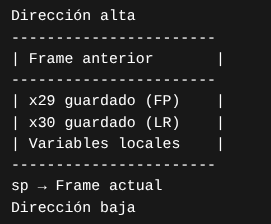 Dirección alta
-----------------------
| Frame anterior       |
-----------------------
| x29 guardado (FP)    |
| x30 guardado (LR)    |
| Variables locales    |
-----------------------
sp → Frame actual
Dirección baja